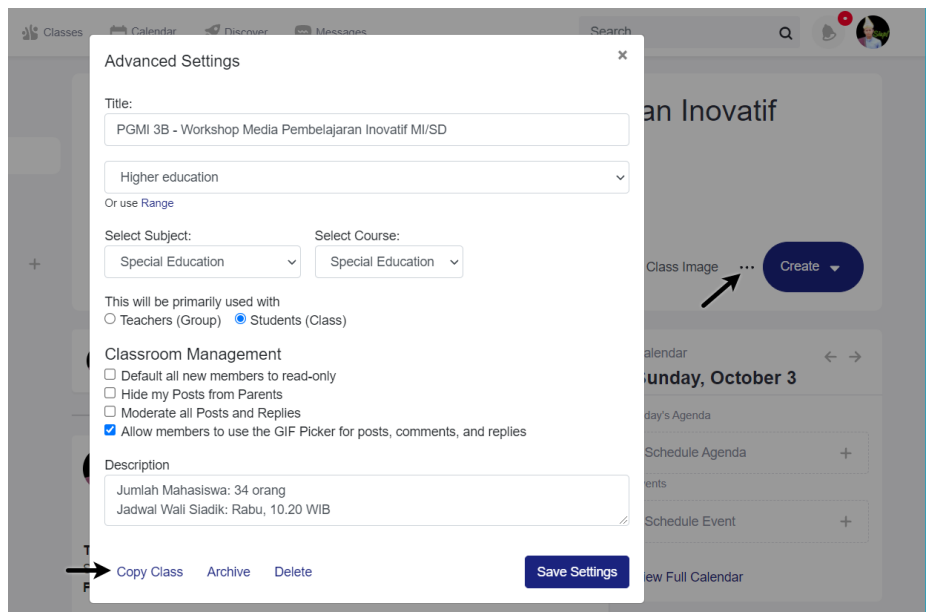 Classes Calendar Discover Messages Search
Advanced Settings ×
Title:
an Inovatif
PGMI 3B - Workshop Media Pembelajaran Inovatif MI/SD
Higher education
Or use Range
Select Subject: Select Course:
Special Education Special Education
Class Image ... Create
This will be primarily used with
Teachers (Group) Students (Class)
Classroom Management
Default all new members to read-only
Hide my Posts from Parents
Moderate all Posts and Replies
Allow members to use the GIF Picker for posts, comments, and replies
Description
Jumlah Mahasiswa: 34 orang
Jadwal Wali Siadik: Rabu, 10.20 WIB
Copy Class Archive Delete Save Settings
alendar
unday, October 3
day's Agenda
Schedule Agenda +
ents
Schedule Event +
iew Full Calendar